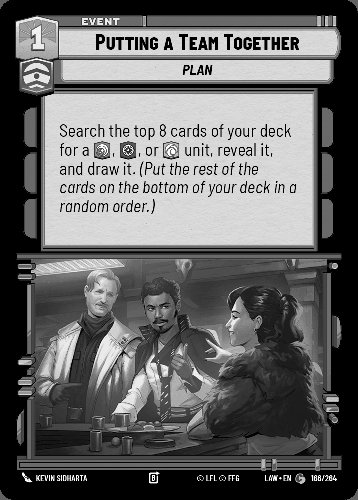 EVENT
1
PUTTING A TEAM TOGETHER
PLAN
Search the top 8 cards of your deck
for a , , or unit, reveal it,
and draw it. (Put the rest of the
cards on the bottom of your deck in a
random order.)
KEVIN SIDHARTA
© LFL © FFG
LAW • EN 166/264